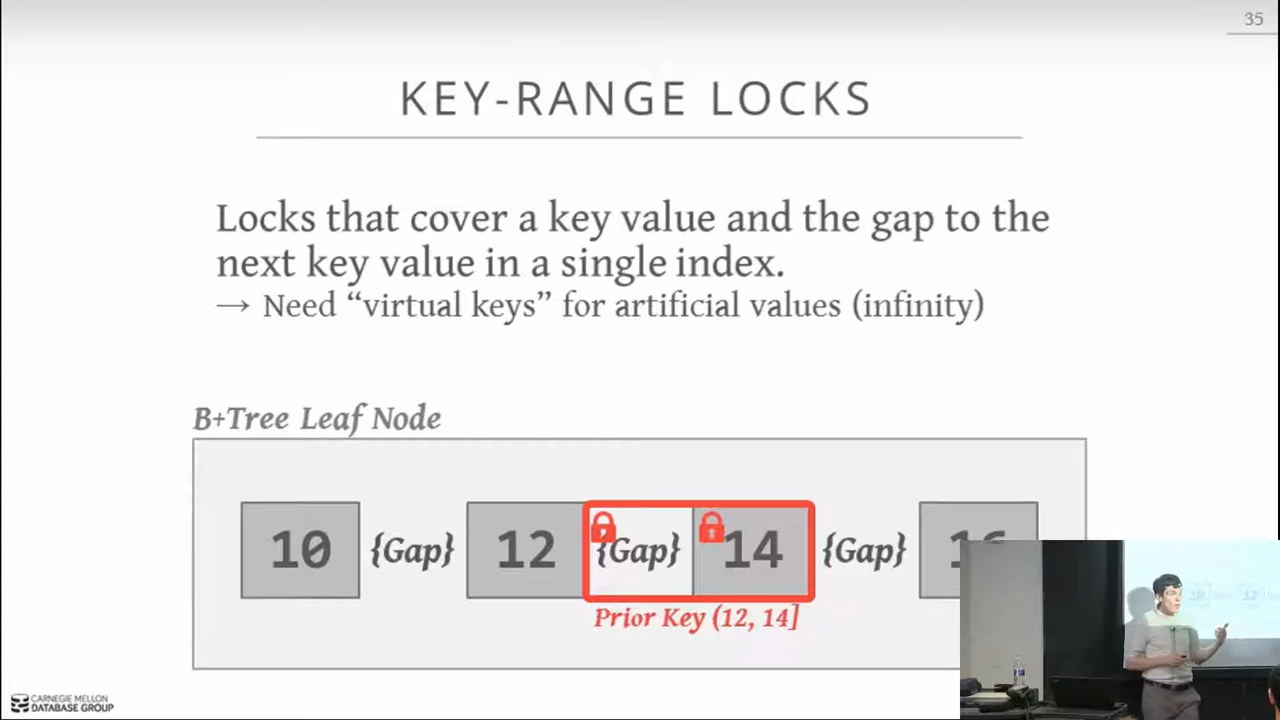 35
KEY-RANGE LOCKS
Locks that cover a key value and the gap to the
next key value in a single index.
→ Need “virtual keys” for artificial values (infinity)
B+Tree Leaf Node
10 {Gap} 12 {Gap} 14 {Gap}
Prior Key (12, 14]
CARNEGIE MELLON
DATABASE GROUP